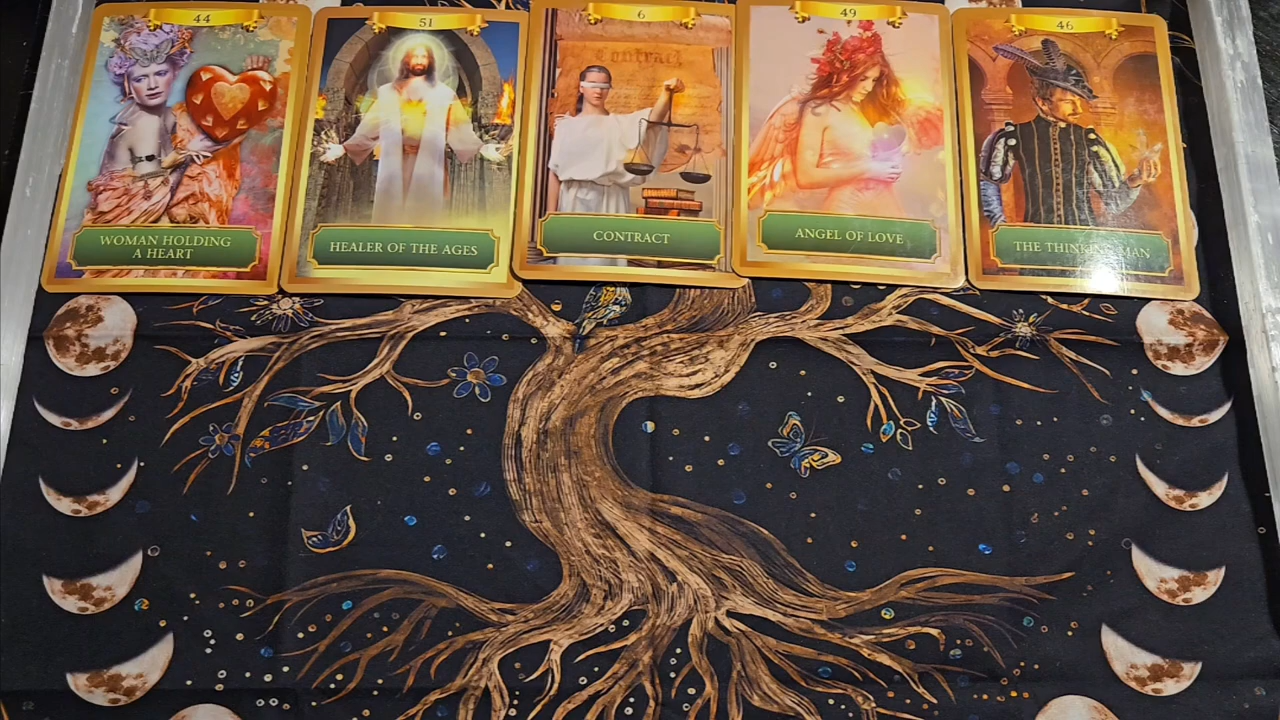 44
WOMAN HOLDING
A HEART
51
HEALER OF THE AGES
6
Contract
CONTRACT
49
ANGEL OF LOVE
46
THE THINKING MAN